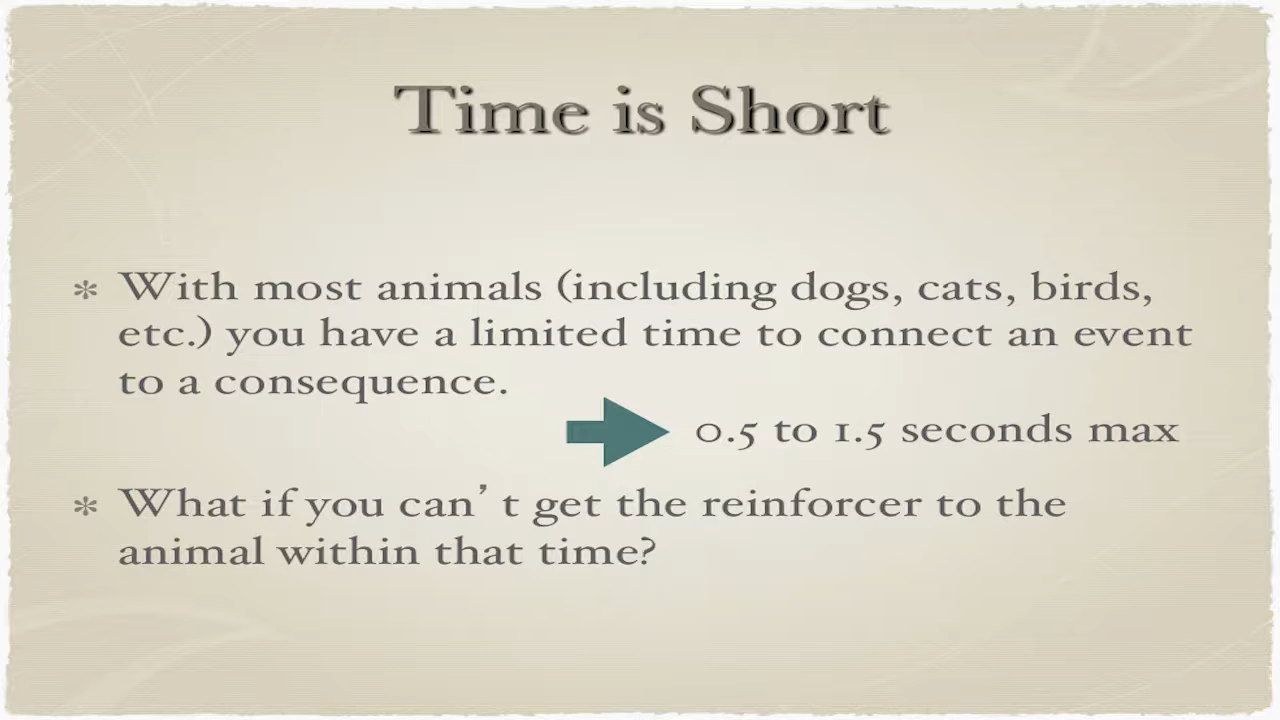 Time is Short
* With most animals (including dogs, cats, birds,
etc.) you have a limited time to connect an event
to a consequence.
0.5 to 1.5 seconds max
* What if you can’t get the reinforcer to the
animal within that time?